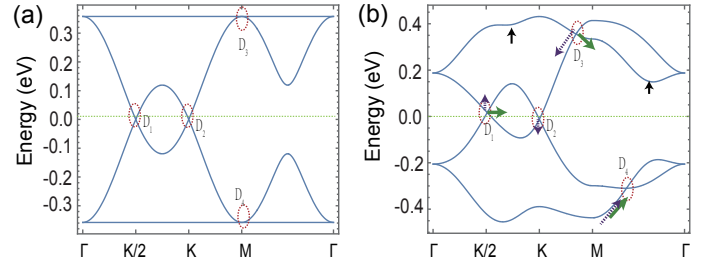 (a)
Energy (eV)
0.3
0.2
0.1
0.0
-0.1
-0.2
-0.3
D1
D2
D3
D4
Γ K/2 K M Γ
(b)
Energy (eV)
0.4
0.2
0.0
-0.2
-0.4
D1
D2
D3
D4
Γ K/2 K M Γ